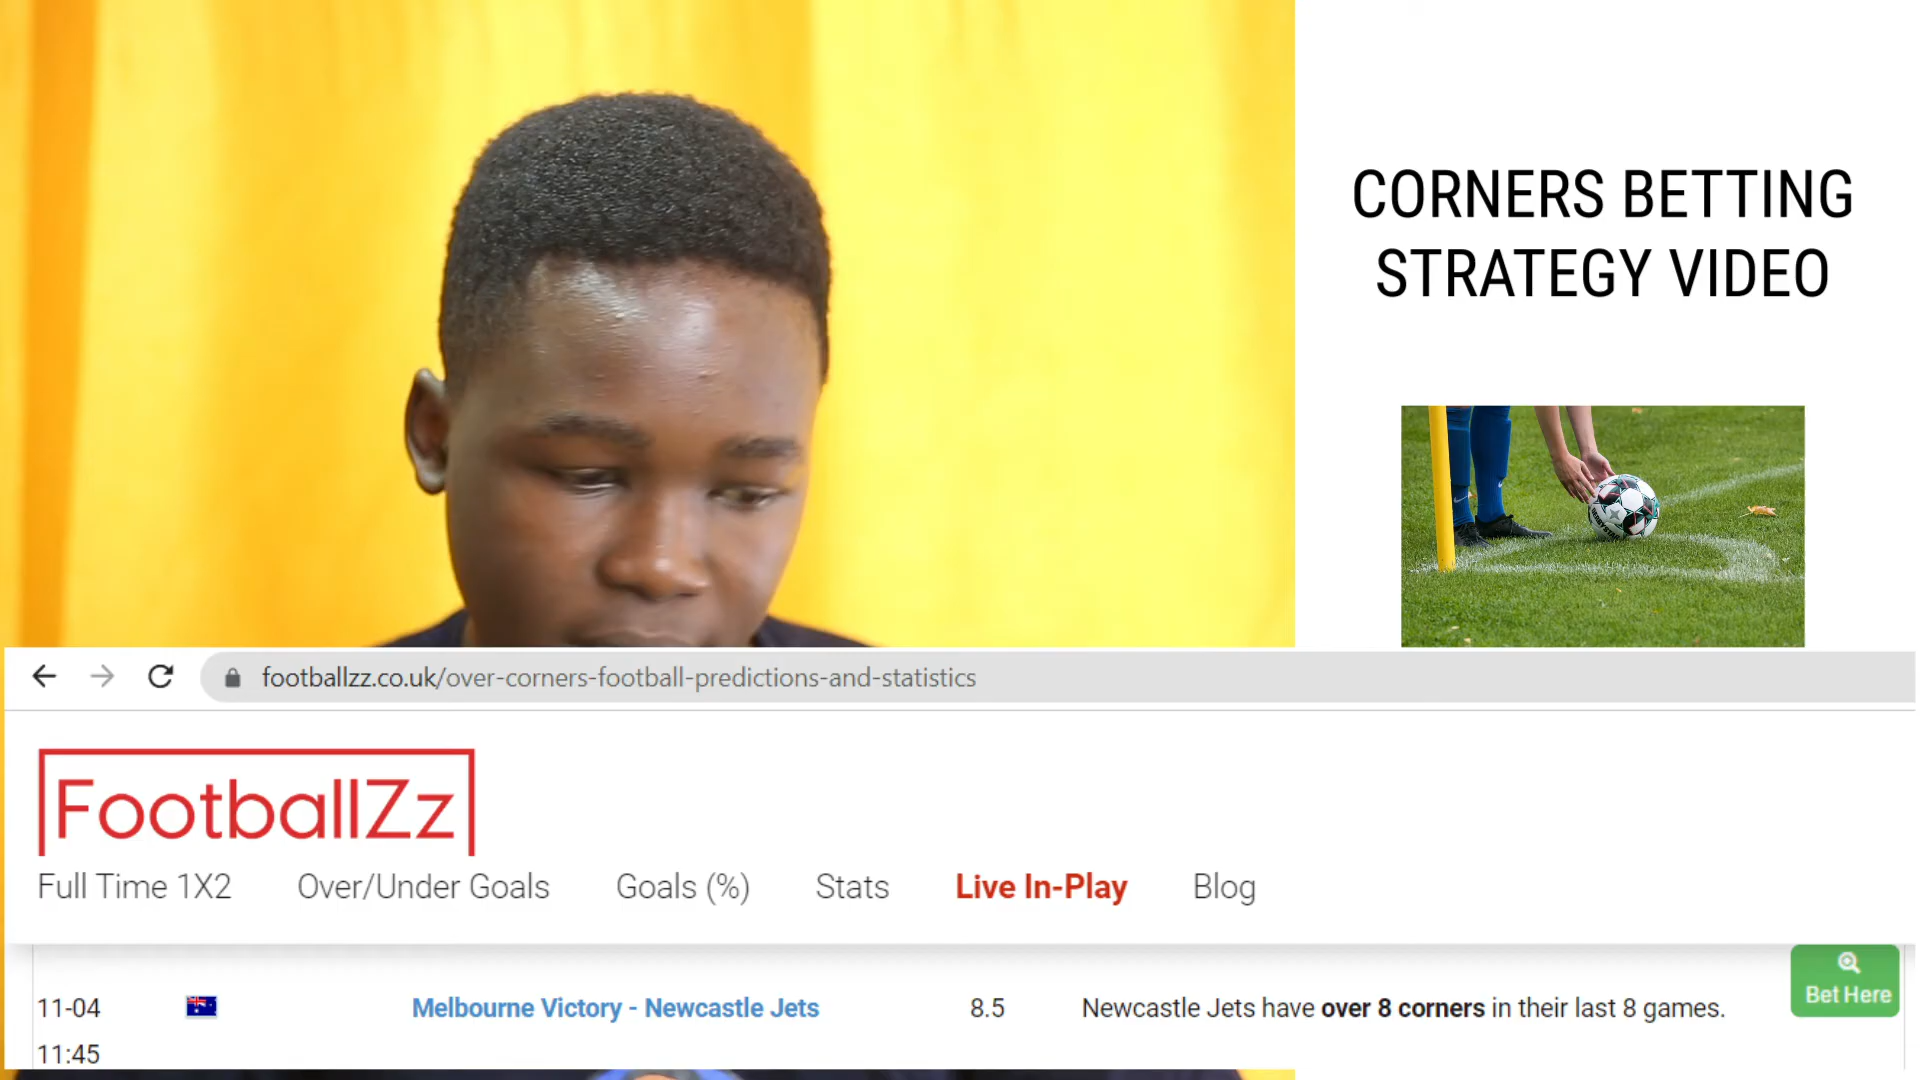 CORNERS BETTING
STRATEGY VIDEO
footballzz.co.uk/over-corners-football-predictions-and-statistics
FootballZz
Full Time 1X2 Over/Under Goals Goals (%) Stats Live In-Play Blog
11-04 Melbourne Victory - Newcastle Jets 8.5 Newcastle Jets have over 8 corners in their last 8 games. Bet Here
11:45